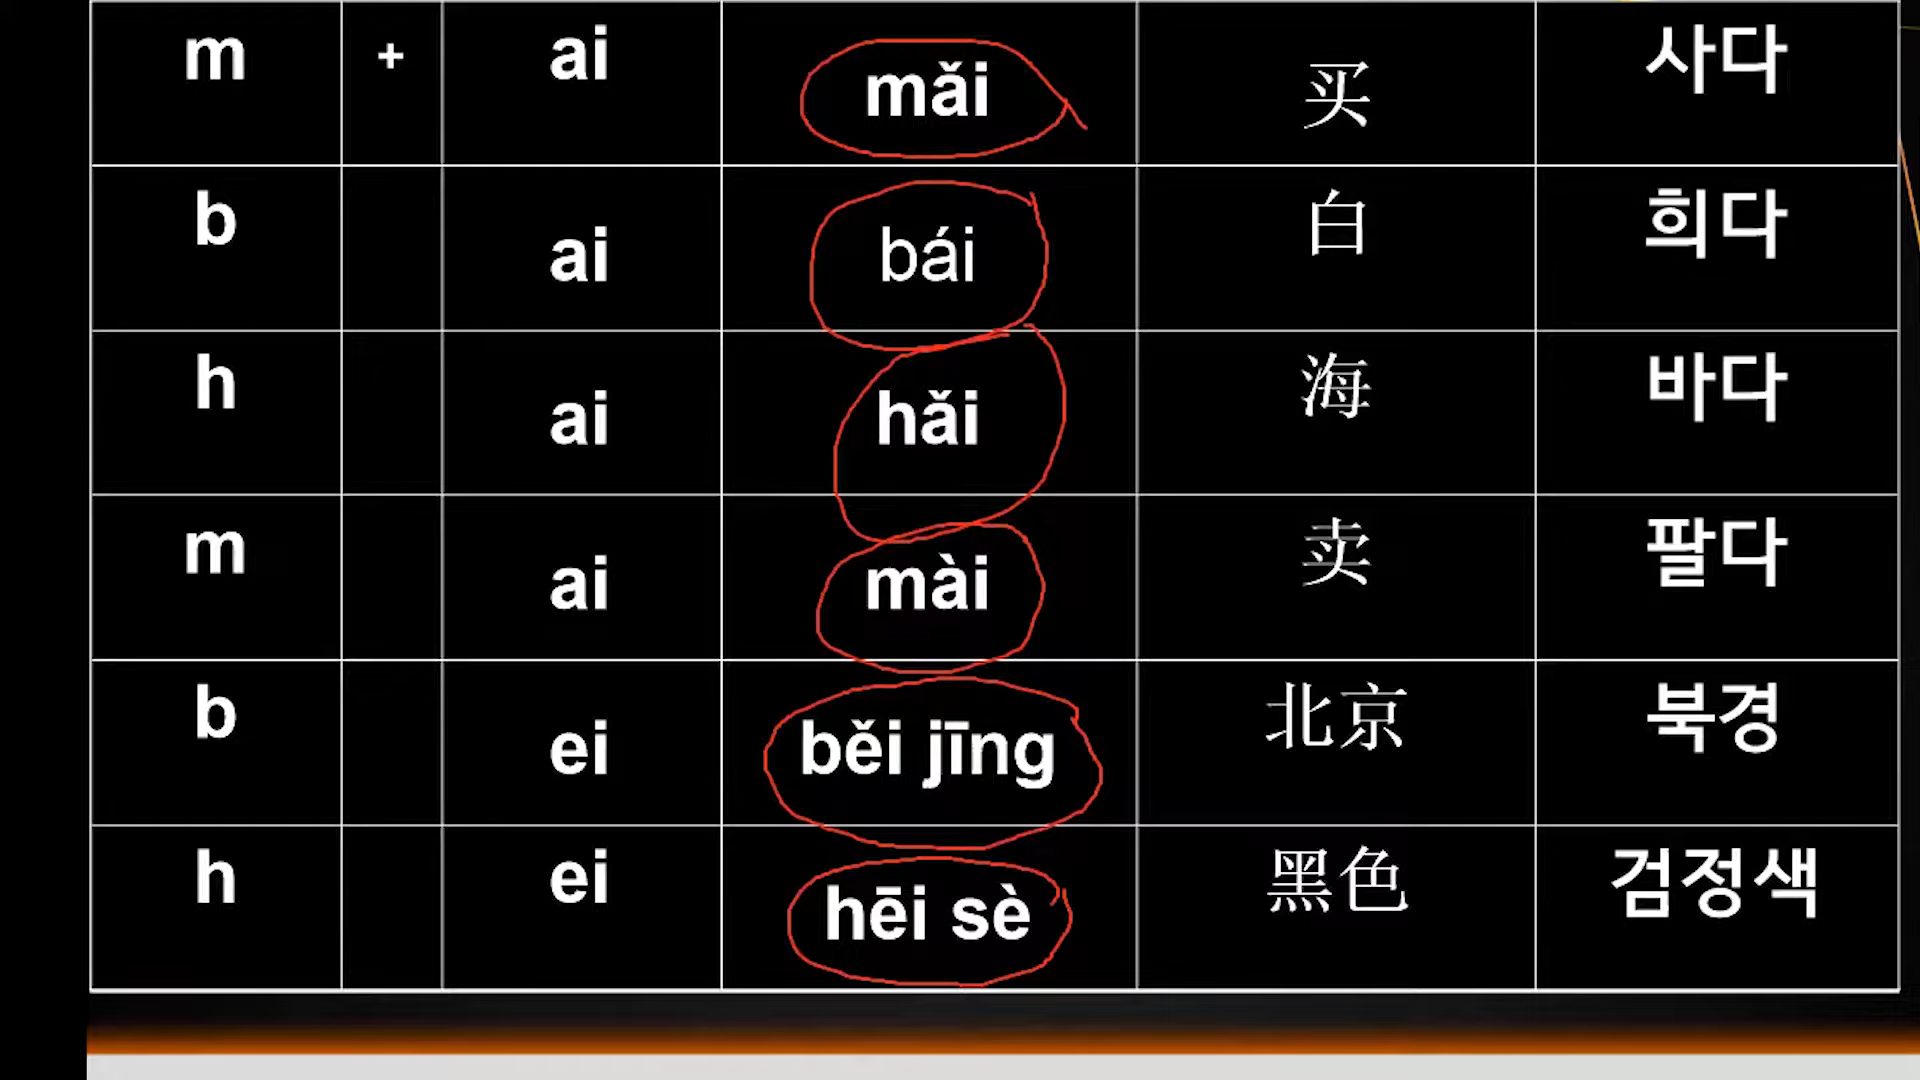 m + ai mǎi 买 사다
b ai bái 白 희다
h ai hǎi 海 바다
m ai mài 卖 팔다
b ei běi jīng 北京 북경
h ei hēi sè 黑色 검정색